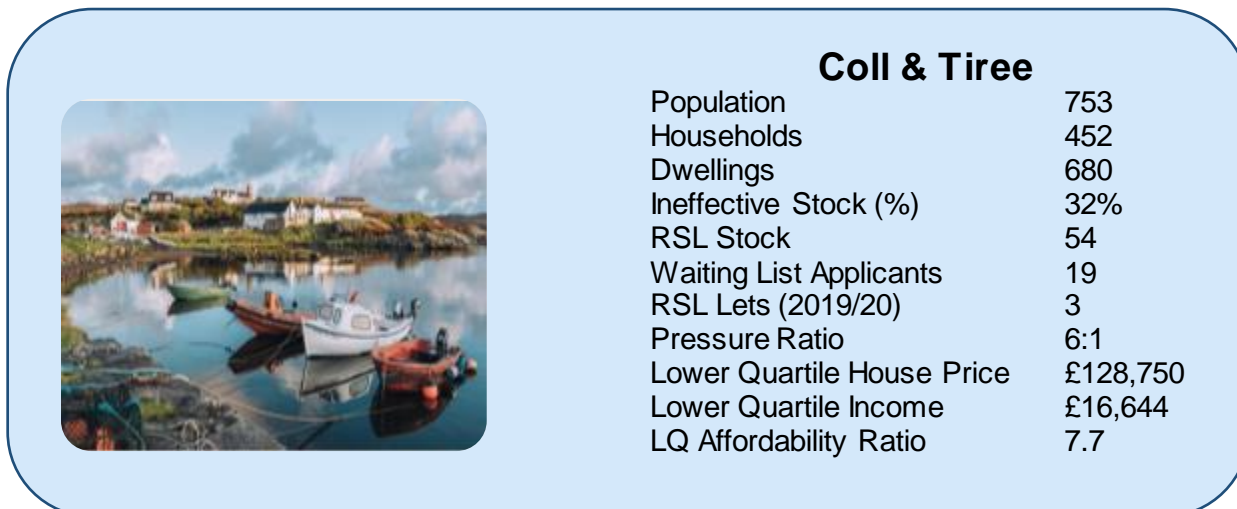 Coll & Tiree
Population 753
Households 452
Dwellings 680
Ineffective Stock (%) 32%
RSL Stock 54
Waiting List Applicants 19
RSL Lets (2019/20) 3
Pressure Ratio 6:1
Lower Quartile House Price £128,750
Lower Quartile Income £16,644
LQ Affordability Ratio 7.7